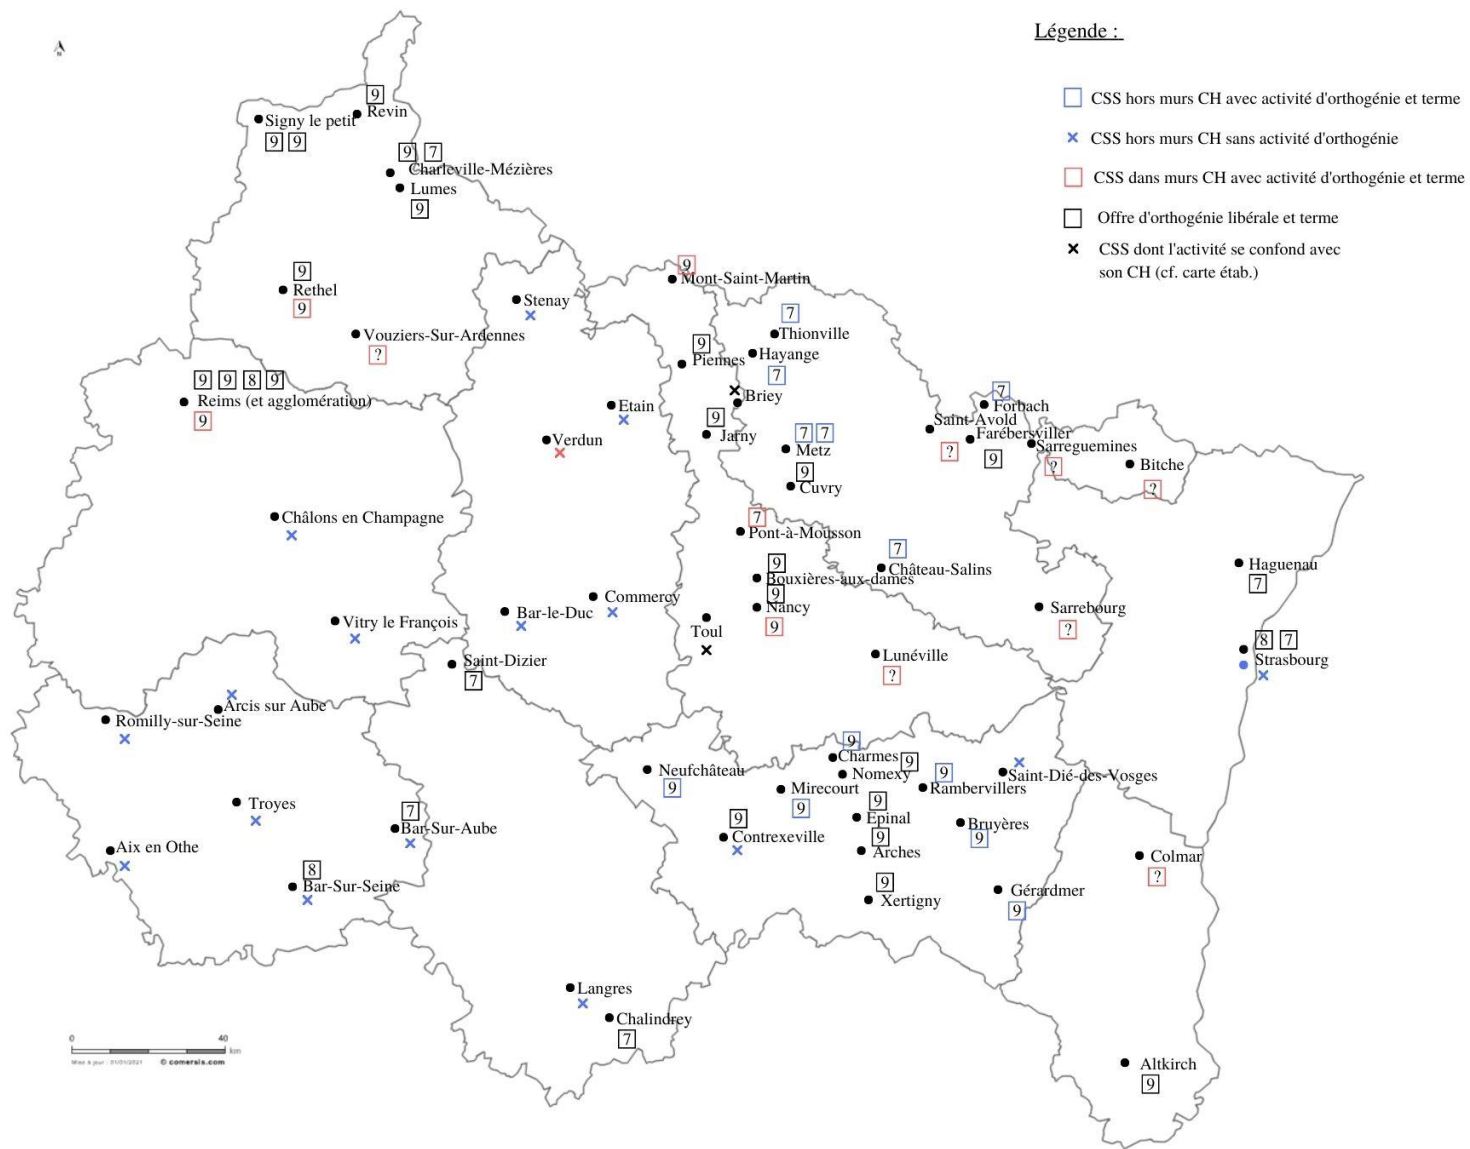 Légende :
CSS hors murs CH avec activité d'orthogénie et terme
CSS hors murs CH sans activité d'orthogénie
CSS dans murs CH avec activité d'orthogénie et terme
Offre d'orthogénie libérale et terme
CSS dont l'activité se confond avec
son CH (cf. carte étab.)
N
9
Revin
Signy le petit
9 9
9 7
Charleville-Mézières
Lumes
9
9
Rethel
9
Vouziers-Sur-Ardennes
?
Stenay
9
Mont-Saint-Martin
7
Thionville
9
Piennes
Hayange
7
Briey
9
Jarny
7 7
Metz
9
Cuvry
9 9 8 9
Reims (et agglomération)
9
Etain
Verdun
7
Forbach
Saint-Avold
?
Farébersviller
9
Sarreguemines
?
Bitche
?
Châlons en Champagne
7
Pont-à-Mousson
7
Château-Salins
9
Bouxières-aux-dames
9
Nancy
9
Haguenau
7
Commercy
Bar-le-Duc
Vitry le François
Toul
Sarrebourg
?
8 7
Strasbourg
Saint-Dizier
7
Lunéville
?
Arcis sur Aube
Romilly-sur-Seine
9
Charmes
9
Nomexy
9
Rambervillers
Saint-Dié-des-Vosges
Neufchâteau
9
Mirecourt
9
9
Epinal
9
Arches
Bruyères
9
9
Contrexeville
Troyes
7
Bar-Sur-Aube
Aix en Othe
8
Bar-Sur-Seine
9
Xertigny
Gérardmer
9
Colmar
?
Langres
Chalindrey
7
Altkirch
9
0 40
km
Mise à jour : 01/01/2021 © comersis.com